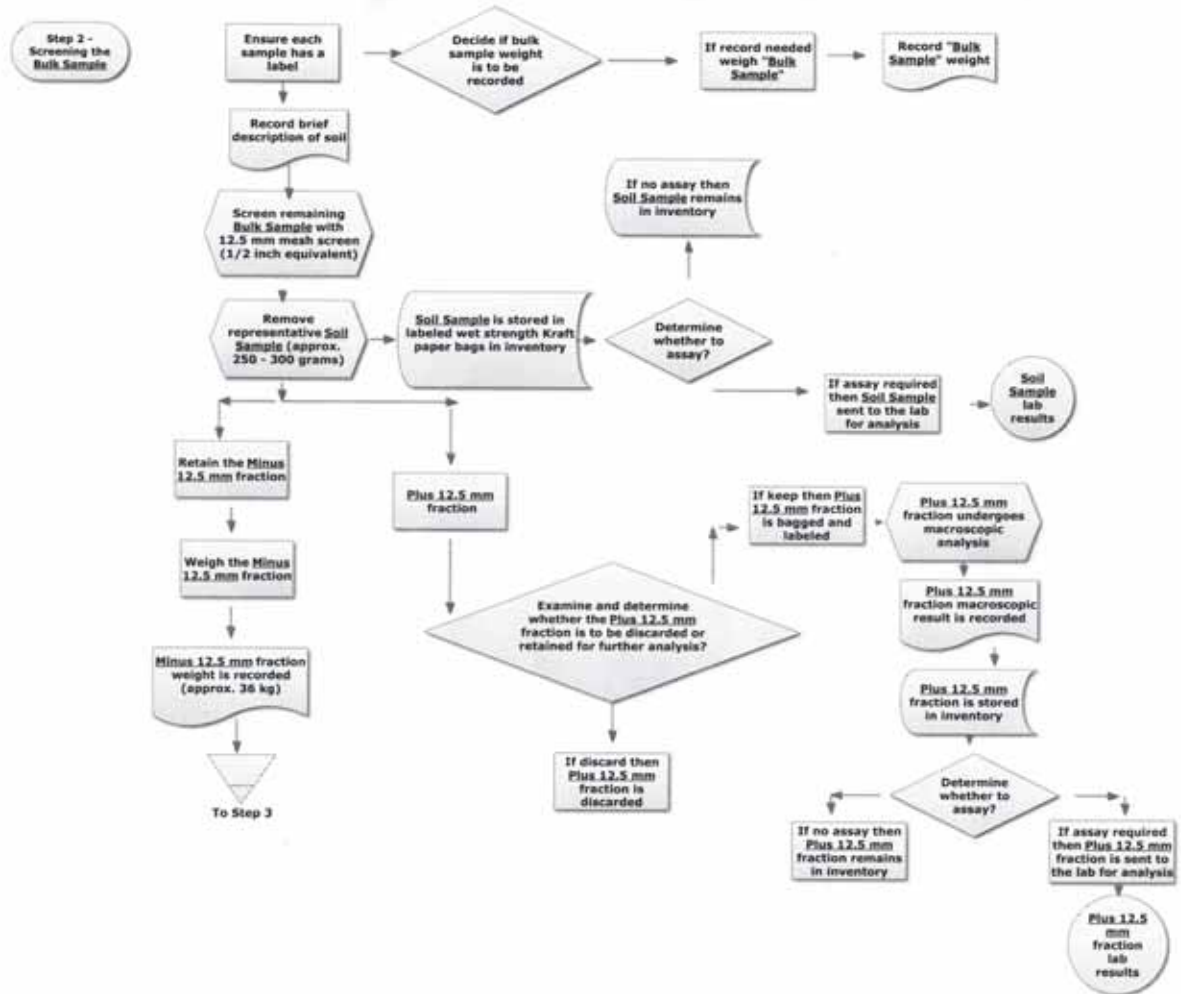 Step 2 -
Screening the
Bulk Sample
Ensure each
sample has a
label
Decide if bulk
sample weight
is to be
recorded
If record needed
weigh "Bulk
Sample"
Record "Bulk
Sample" weight
Record brief
description of soil
If no assay then
Soil Sample remains
in inventory
Screen remaining
Bulk Sample with
12.5 mm mesh screen
(1/2 inch equivalent)
Remove
representative Soil
Sample (approx.
250 - 300 grams)
Soil Sample is stored in
labeled wet strength Kraft
paper bags in inventory
Determine
whether to
assay?
If assay required
then Soil Sample
sent to the lab
for analysis
Soil
Sample
lab
results
Retain the Minus
12.5 mm fraction
Plus 12.5 mm
fraction
If keep then Plus
12.5 mm fraction
is bagged and
labeled
Plus 12.5 mm
fraction undergoes
macroscopic
analysis
Weigh the Minus
12.5 mm fraction
Examine and determine
whether the Plus 12.5 mm
fraction is to be discarded or
retained for further analysis?
Plus 12.5 mm
fraction macroscopic
result is recorded
Minus 12.5 mm fraction
weight is recorded
(approx. 36 kg)
Plus 12.5 mm
fraction is stored
in inventory
To Step 3
If discard then
Plus 12.5 mm
fraction is
discarded
Determine
whether to
assay?
If no assay then
Plus 12.5 mm
fraction remains
in inventory
If assay required
then Plus 12.5 mm
fraction is sent to
the lab for analysis
Plus 12.5
mm
fraction
lab
results